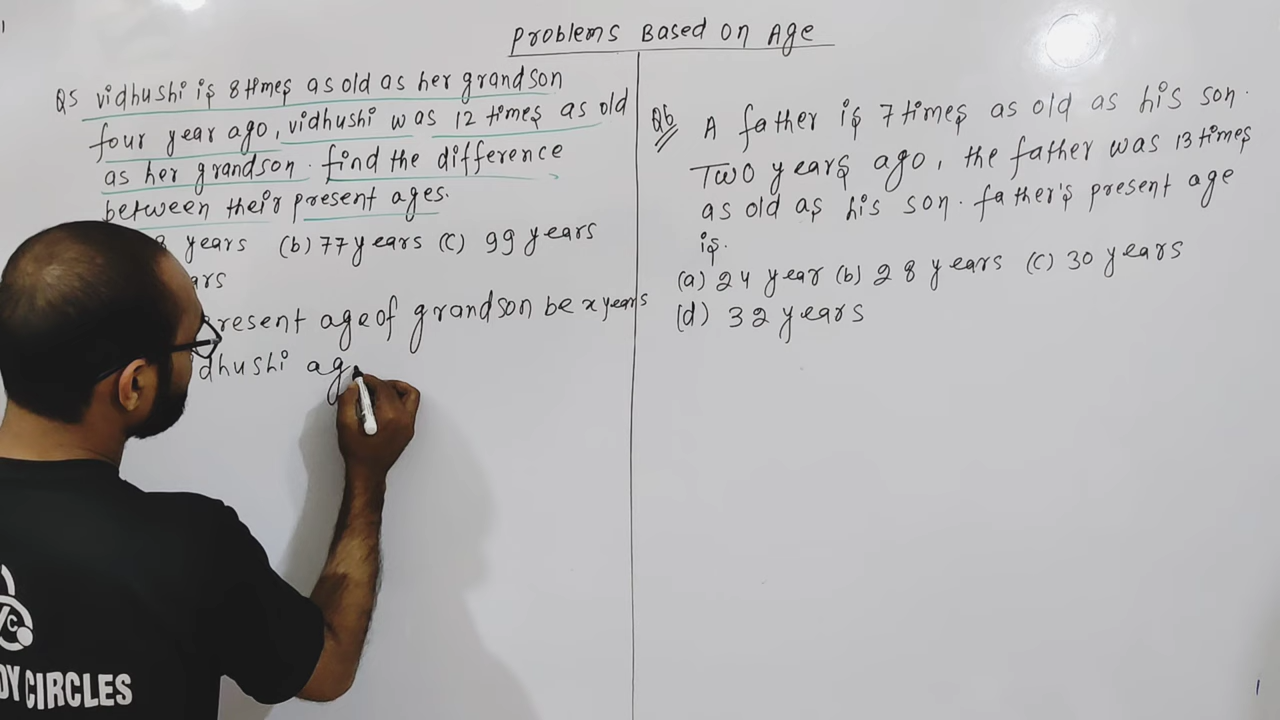 Problems Based On Age
Q5 vidhushi is 8 times as old as her grandson
four year ago, vidhushi was 12 times as old
as her grandson. find the difference
between their present ages.
years (b) 77 years (c) 99 years
present age of grandson be x years
dhushi ag
Q6 A father is 7 times as old as his son.
Two years ago, the father was 13 times
as old as his son. father's present age
is.
(a) 24 year (b) 28 years (c) 30 years
(d) 32 years
DY CIRCLES
1